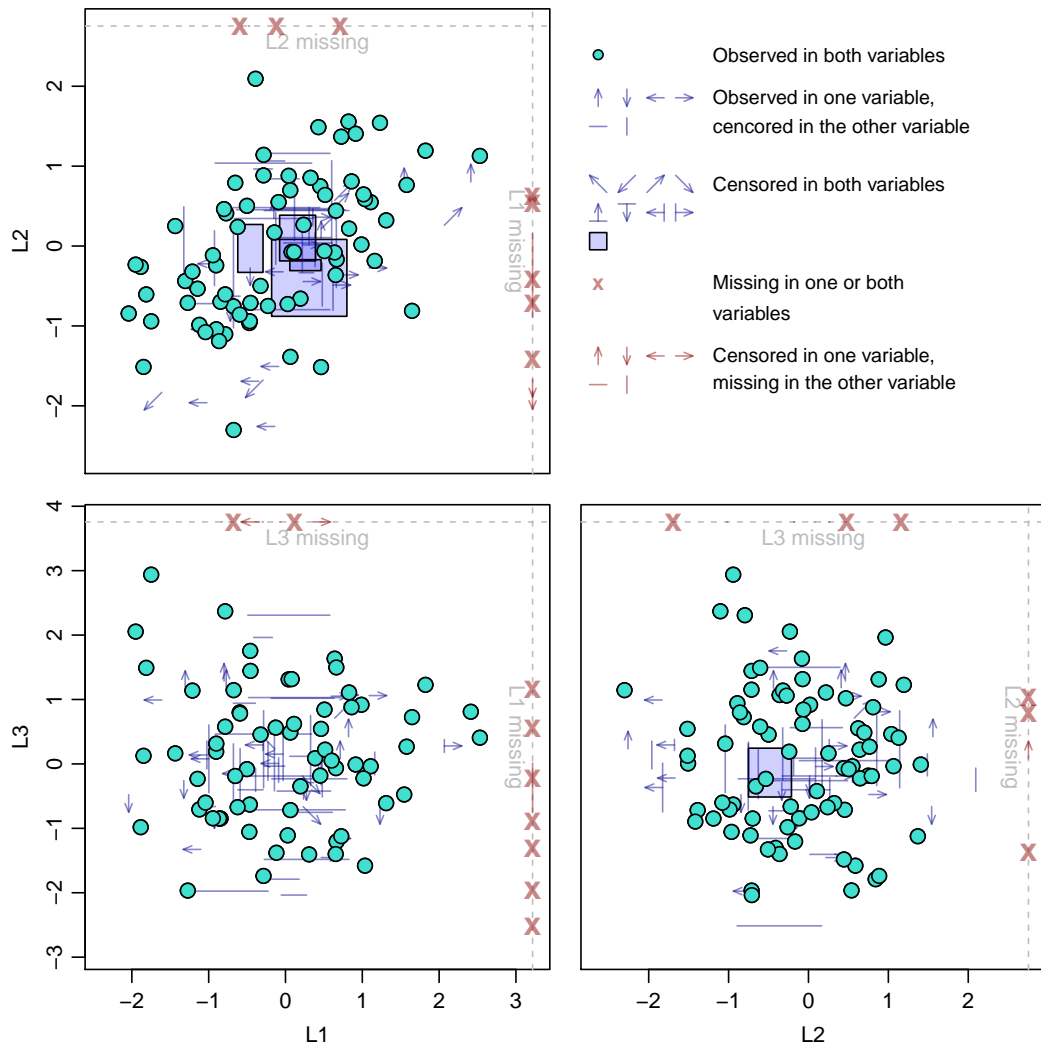 L2 missing
L1 missing
L2
2
1
0
−1
−2
Observed in both variables
Observed in one variable,
cencored in the other variable
Censored in both variables
X Missing in one or both
variables
Censored in one variable,
missing in the other variable
L3 missing
L1 missing
L3
4
3
2
1
0
−1
−2
−3
−2 −1 0 1 2 3
L1
L3 missing
L2 missing
−2 −1 0 1 2
L2